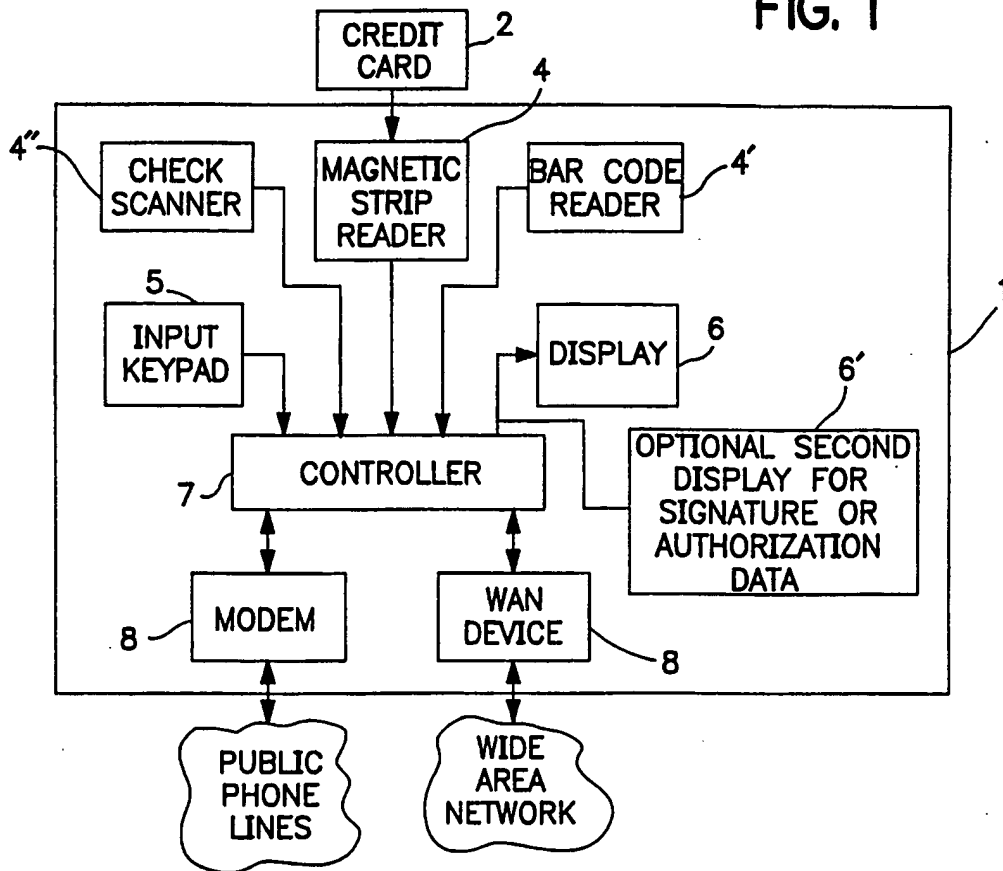 FIG. 1
CREDIT
CARD
2
4
4"
CHECK
SCANNER
MAGNETIC
STRIP
READER
BAR CODE
READER
4'
5
INPUT
KEYPAD
DISPLAY
6
1
6'
CONTROLLER
7
OPTIONAL SECOND
DISPLAY FOR
SIGNATURE OR
AUTHORIZATION
DATA
MODEM
8
WAN
DEVICE
8
PUBLIC
PHONE
LINES
WIDE
AREA
NETWORK